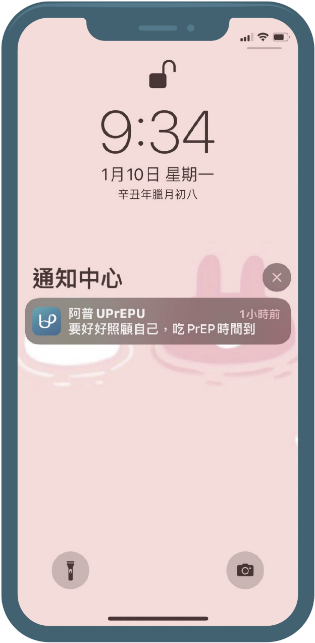 9:34
1月10日 星期一
辛丑年臘月初八
通知中心
阿普 UPrEPU 1小時前
要好好照顧自己，吃 PrEP 時間到